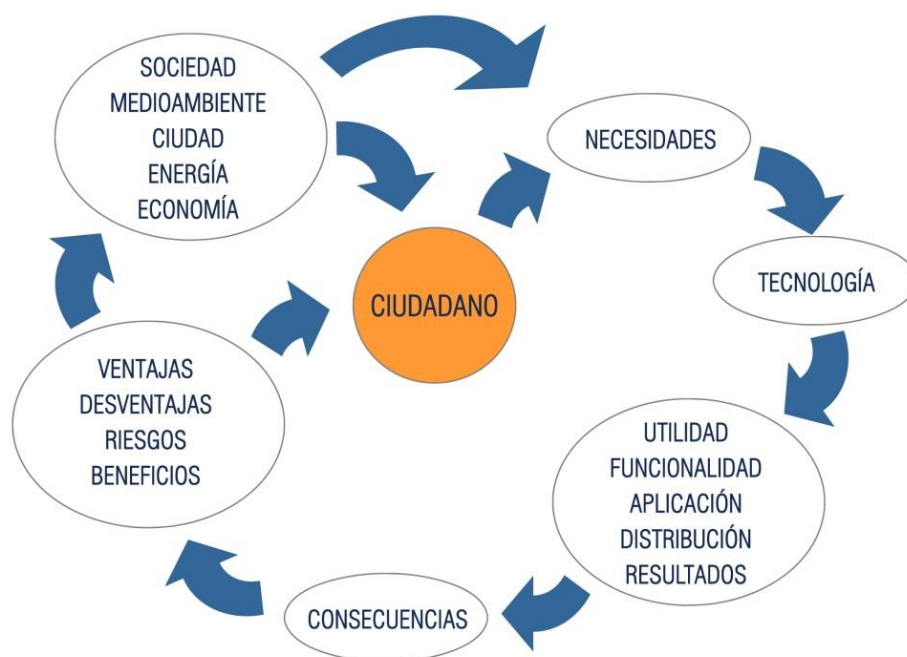 SOCIEDAD
MEDIOAMBIENTE
CIUDAD
ENERGÍA
ECONOMÍA
NECESIDADES
TECNOLOGÍA
CIUDADANO
VENTAJAS
DESVENTAJAS
RIESGOS
BENEFICIOS
UTILIDAD
FUNCIONALIDAD
APLICACIÓN
DISTRIBUCIÓN
RESULTADOS
CONSECUENCIAS